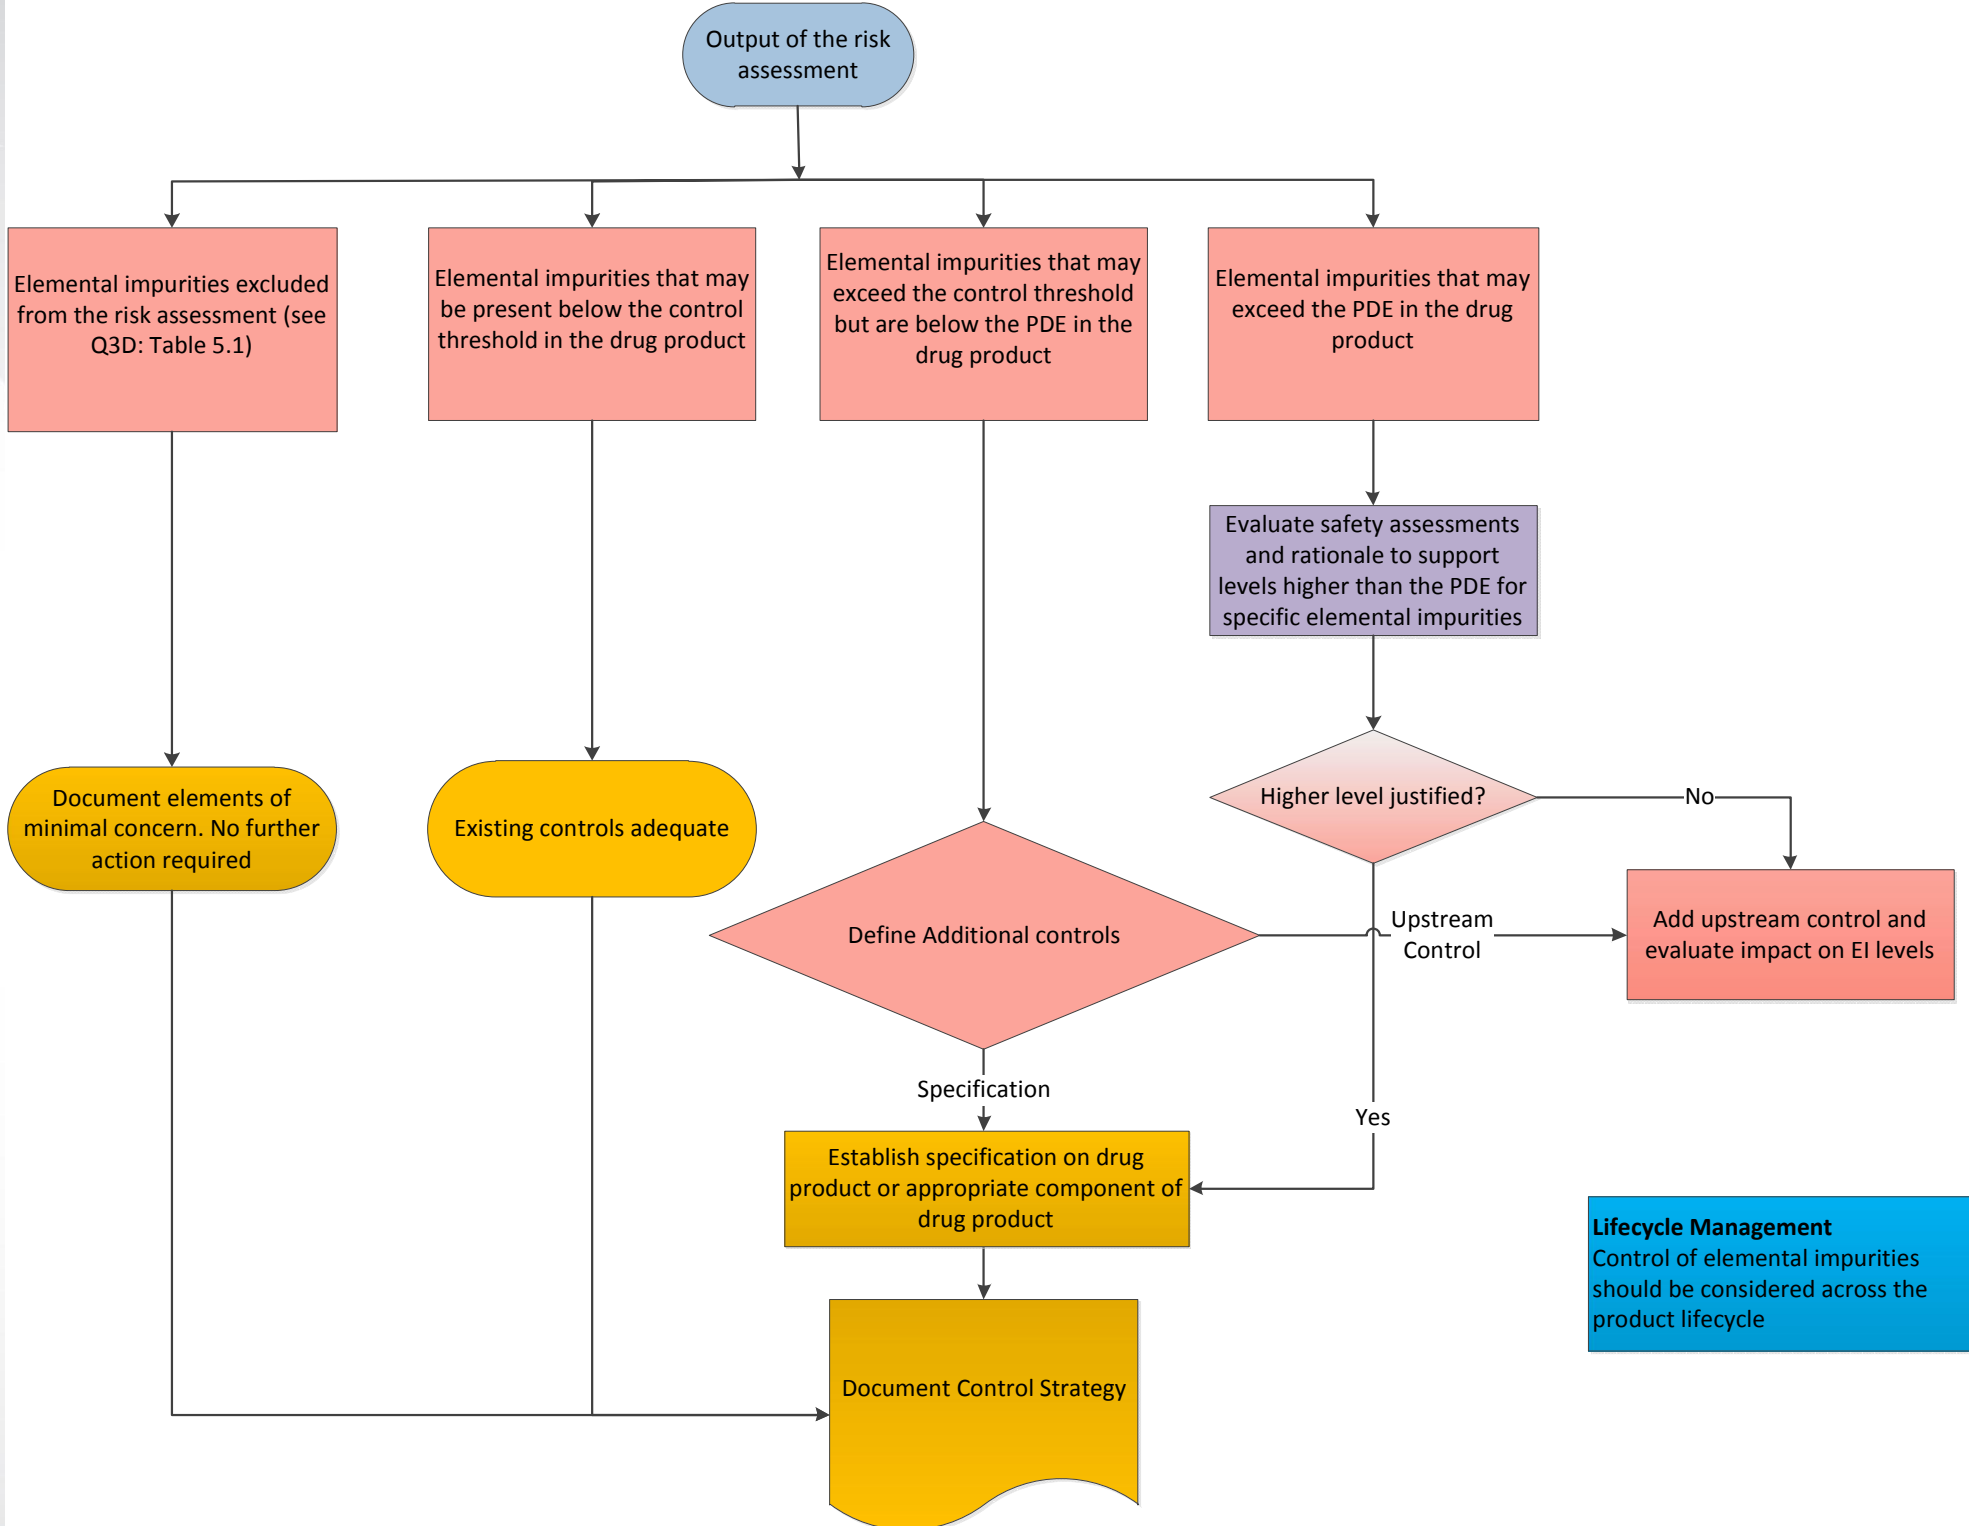 Output of the risk
assessment
Elemental impurities excluded
from the risk assessment (see
Q3D: Table 5.1)
Elemental impurities that may
be present below the control
threshold in the drug product
Elemental impurities that may
exceed the control threshold
but are below the PDE in the
drug product
Elemental impurities that may
exceed the PDE in the drug
product
Evaluate safety assessments
and rationale to support
levels higher than the PDE for
specific elemental impurities
Higher level justified?
No
Document elements of
minimal concern. No further
action required
Existing controls adequate
Define Additional controls
Upstream
Control
Add upstream control and
evaluate impact on EI levels
Specification
Yes
Establish specification on drug
product or appropriate component of
drug product
Lifecycle Management
Control of elemental impurities
should be considered across the
product lifecycle
Document Control Strategy